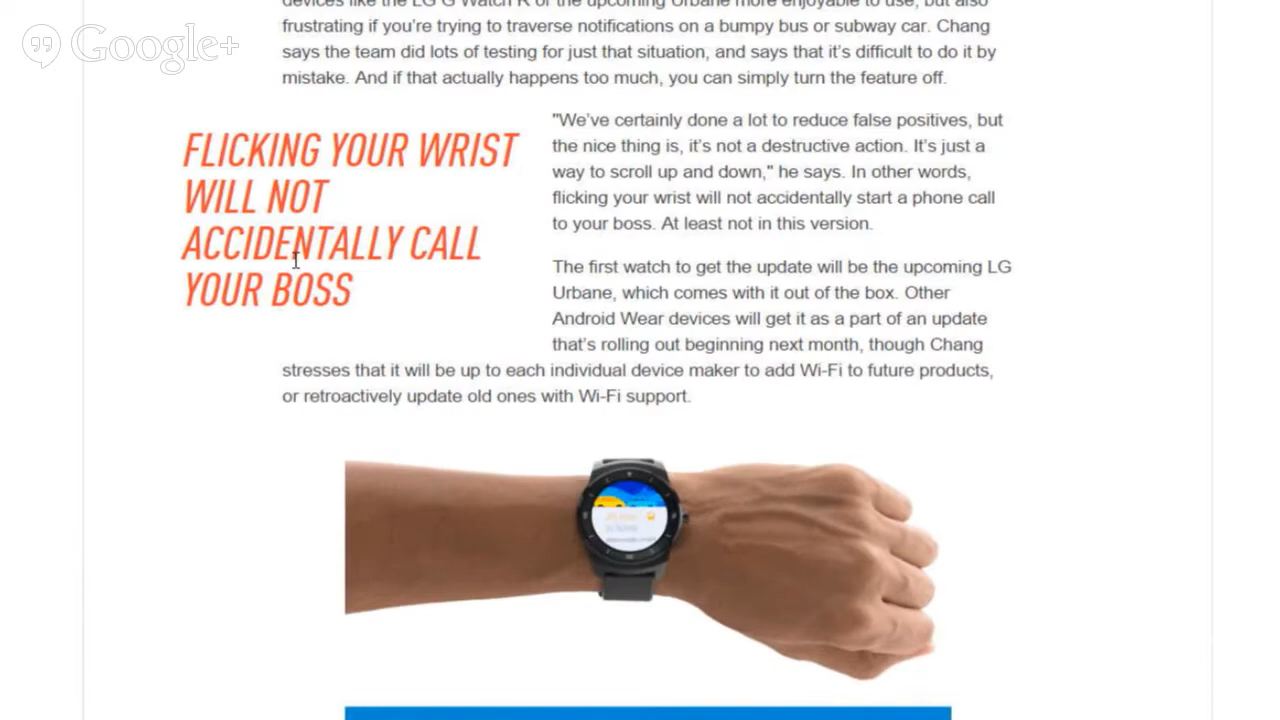 Google+
devices like the LG G Watch R or the upcoming Urbane more enjoyable to use, but also
frustrating if you’re trying to traverse notifications on a bumpy bus or subway car. Chang
says the team did lots of testing for just that situation, and says that it’s difficult to do it by
mistake. And if that actually happens too much, you can simply turn the feature off.
FLICKING YOUR WRIST
WILL NOT
ACCIDENTALLY CALL
YOUR BOSS
"We’ve certainly done a lot to reduce false positives, but
the nice thing is, it’s not a destructive action. It’s just a
way to scroll up and down," he says. In other words,
flicking your wrist will not accidentally start a phone call
to your boss. At least not in this version.
The first watch to get the update will be the upcoming LG
Urbane, which comes with it out of the box. Other
Android Wear devices will get it as a part of an update
that’s rolling out beginning next month, though Chang
stresses that it will be up to each individual device maker to add Wi-Fi to future products,
or retroactively update old ones with Wi-Fi support.